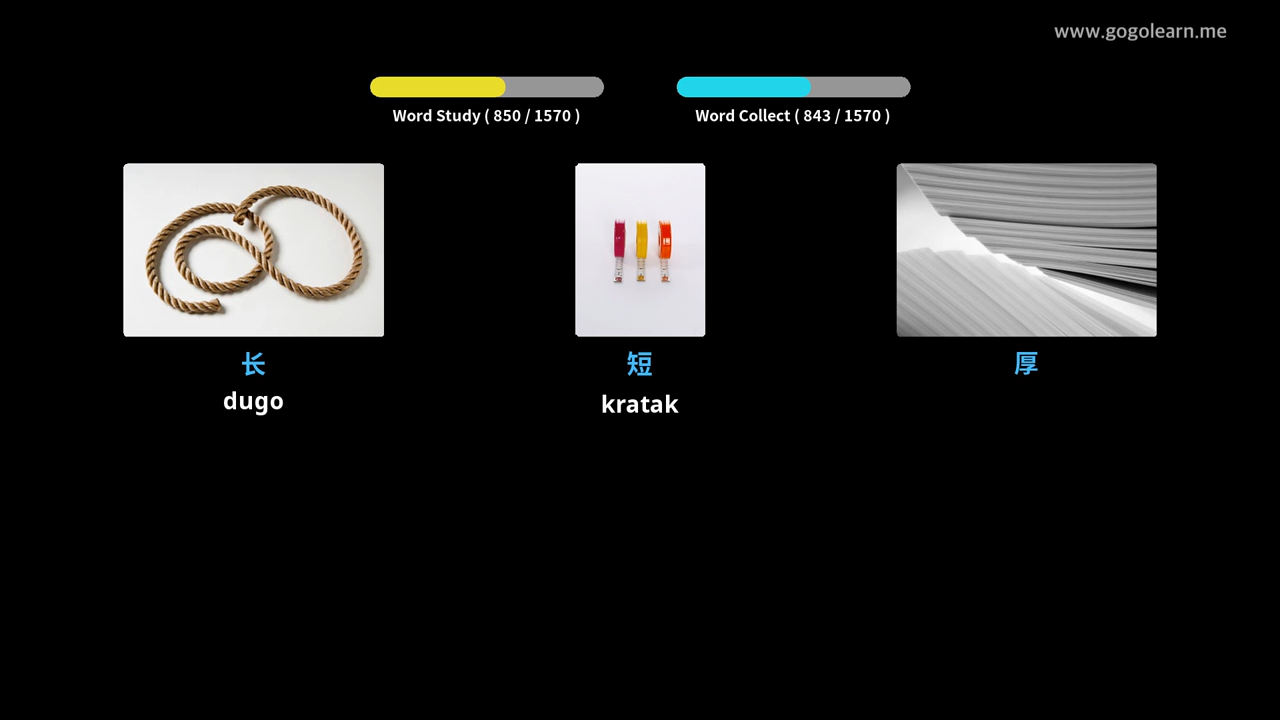 www.gogolearn.me
Word Study ( 850 / 1570 )
Word Collect ( 843 / 1570 )
长
短
厚
dugo
kratak